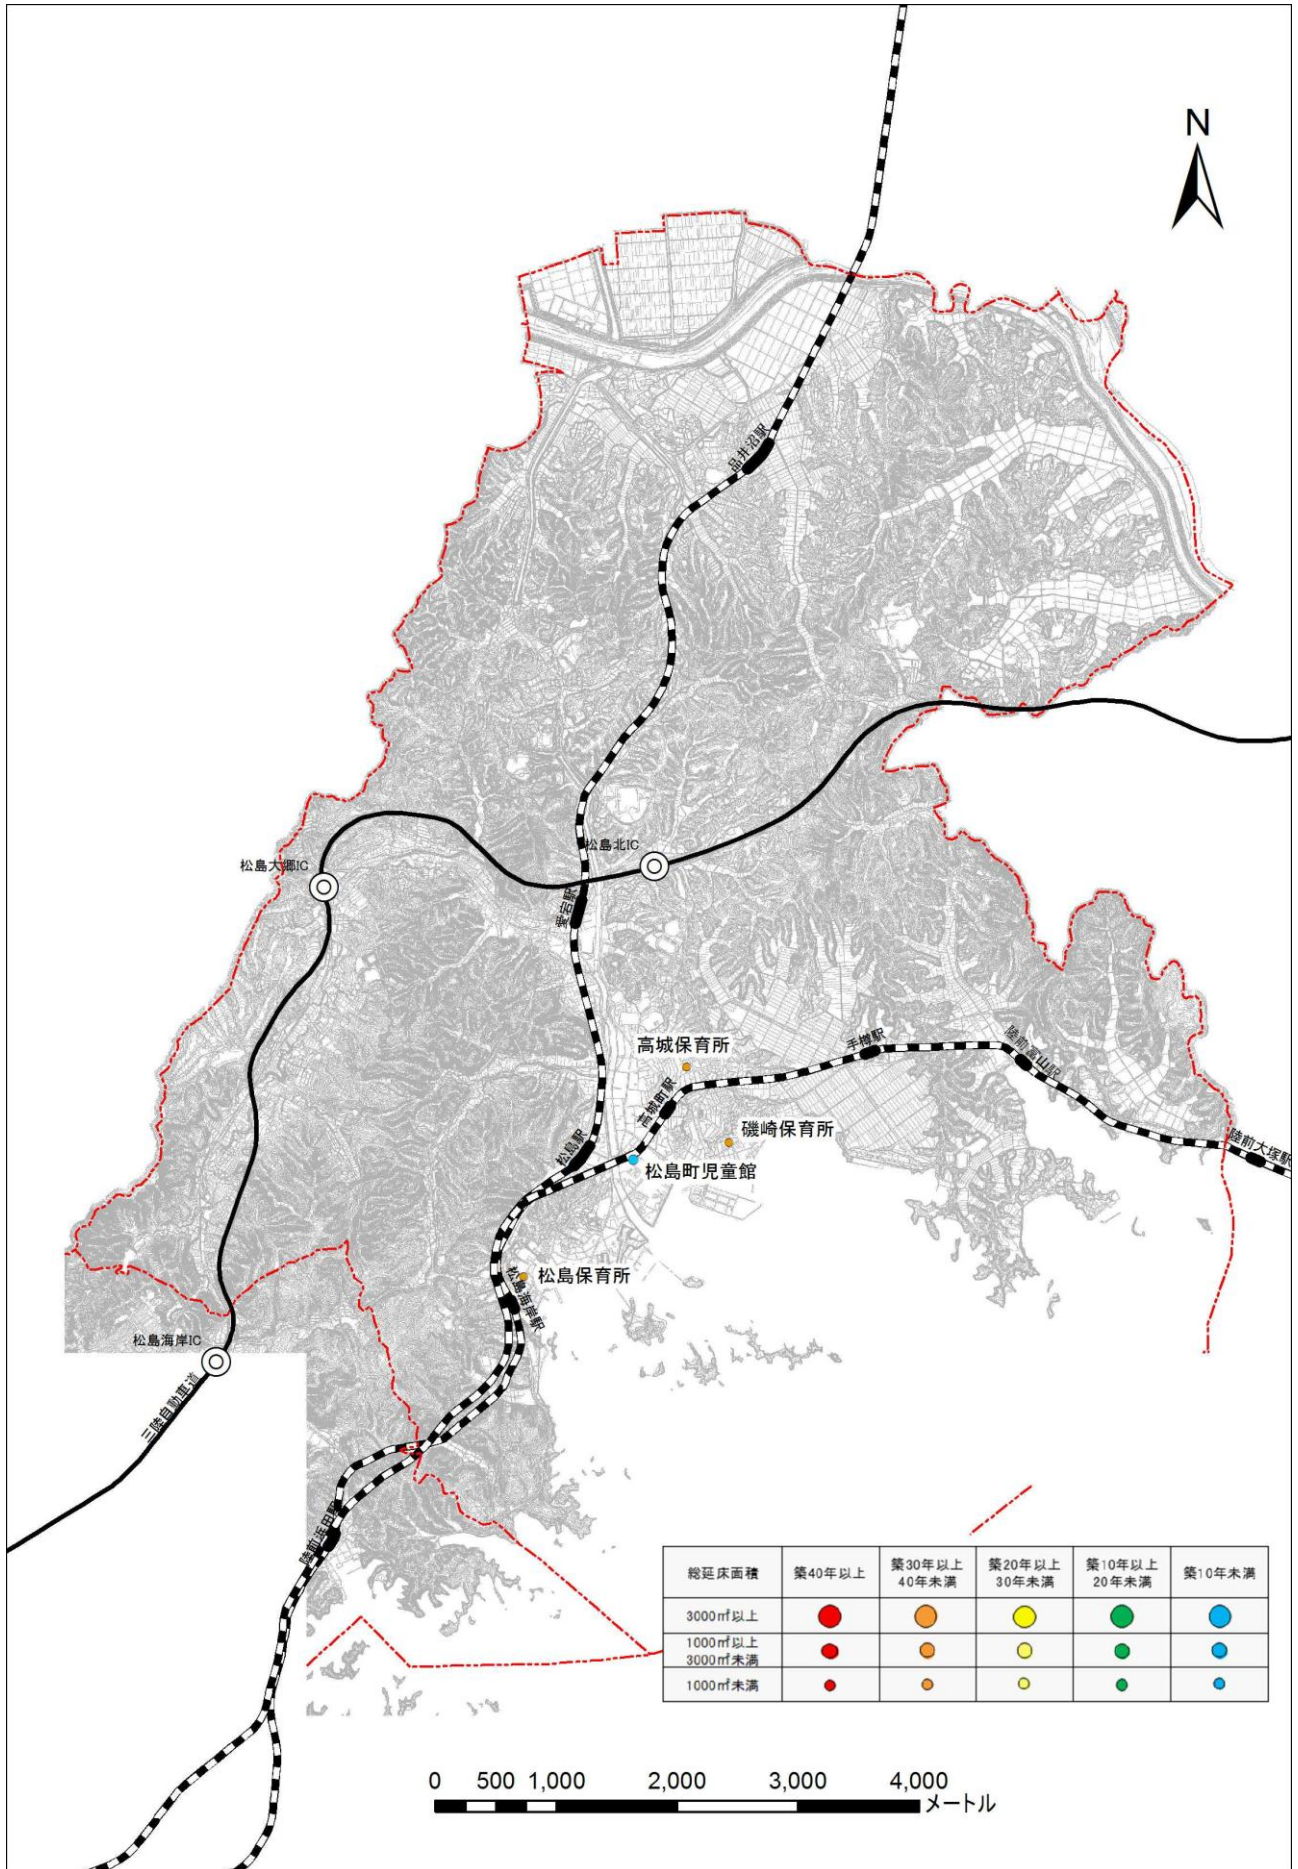 N
品井沼駅
松島北IC
松島大郷IC
愛宕駅
高城保育所
手樽駅
陸前富山駅
高城町駅
磯崎保育所
陸前大塚駅
松島駅
松島町児童館
松島保育所
松島海岸駅
松島海岸IC
三陸自動車道
陸前浜田駅
総延床面積 築40年以上 築30年以上 築20年以上 築10年以上 築10年未満
40年未満 30年未満 20年未満
3000㎡以上
1000㎡以上
3000㎡未満
1000㎡未満
0 500 1,000 2,000 3,000 4,000
メートル